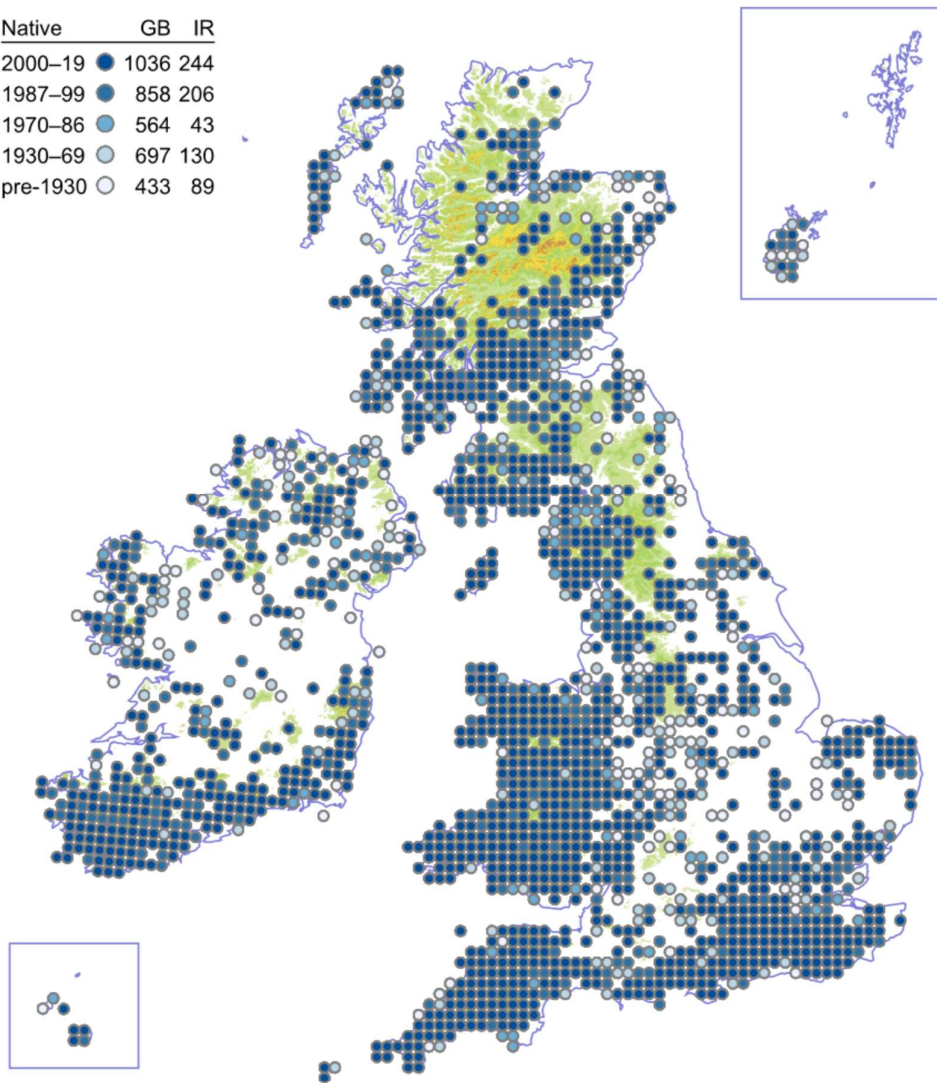 Native GB IR
2000–19 1036 244
1987–99 858 206
1970–86 564 43
1930–69 697 130
pre-1930 433 89